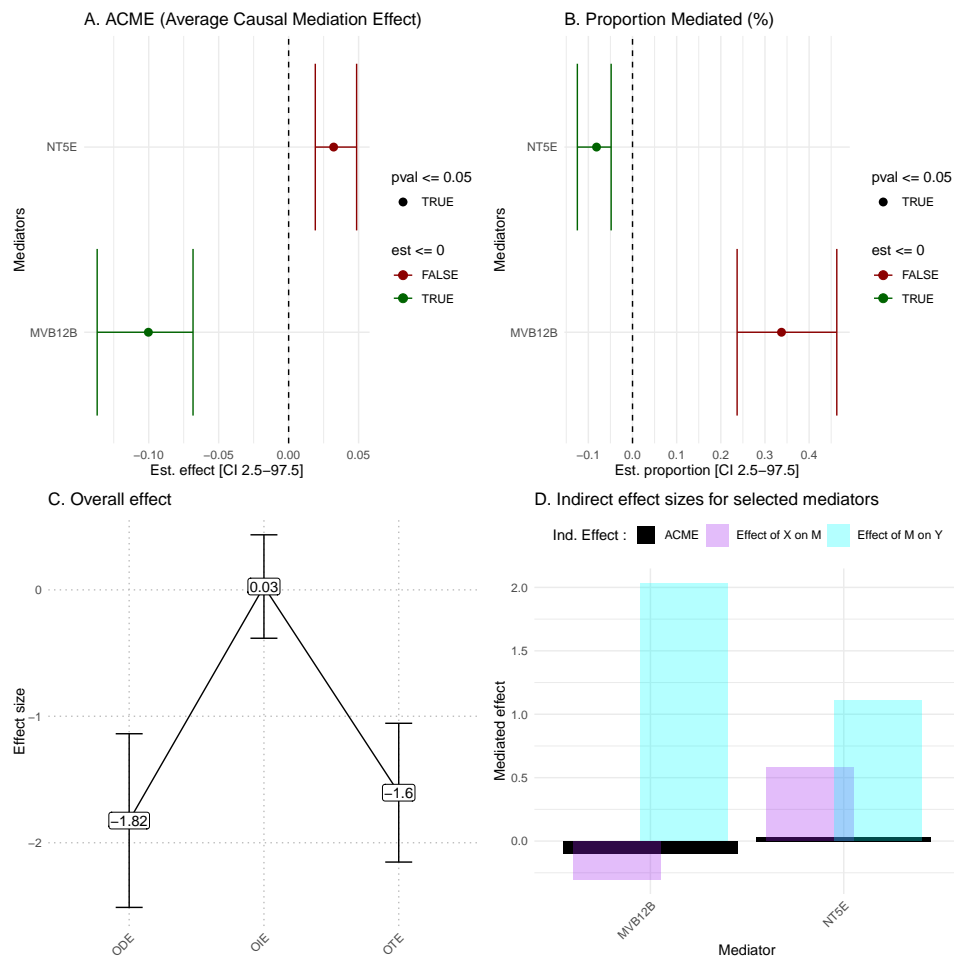 A. ACME (Average Causal Mediation Effect)
NT5E
MVB12B
Mediators
−0.10
−0.05
0.00
0.05
Est. effect [CI 2.5−97.5]
pval <= 0.05
TRUE
est <= 0
FALSE
TRUE
B. Proportion Mediated (%)
NT5E
MVB12B
Mediators
−0.1
0.0
0.1
0.2
0.3
0.4
Est. proportion [CI 2.5−97.5]
pval <= 0.05
TRUE
est <= 0
FALSE
TRUE
C. Overall effect
0
−1
−2
Effect size
−1.82
0.03
−1.6
ODE
OIE
OTE
D. Indirect effect sizes for selected mediators
Ind. Effect : ACME Effect of X on M Effect of M on Y
2.0
1.5
1.0
0.5
0.0
Mediated effect
MVB12B
NT5E
Mediator